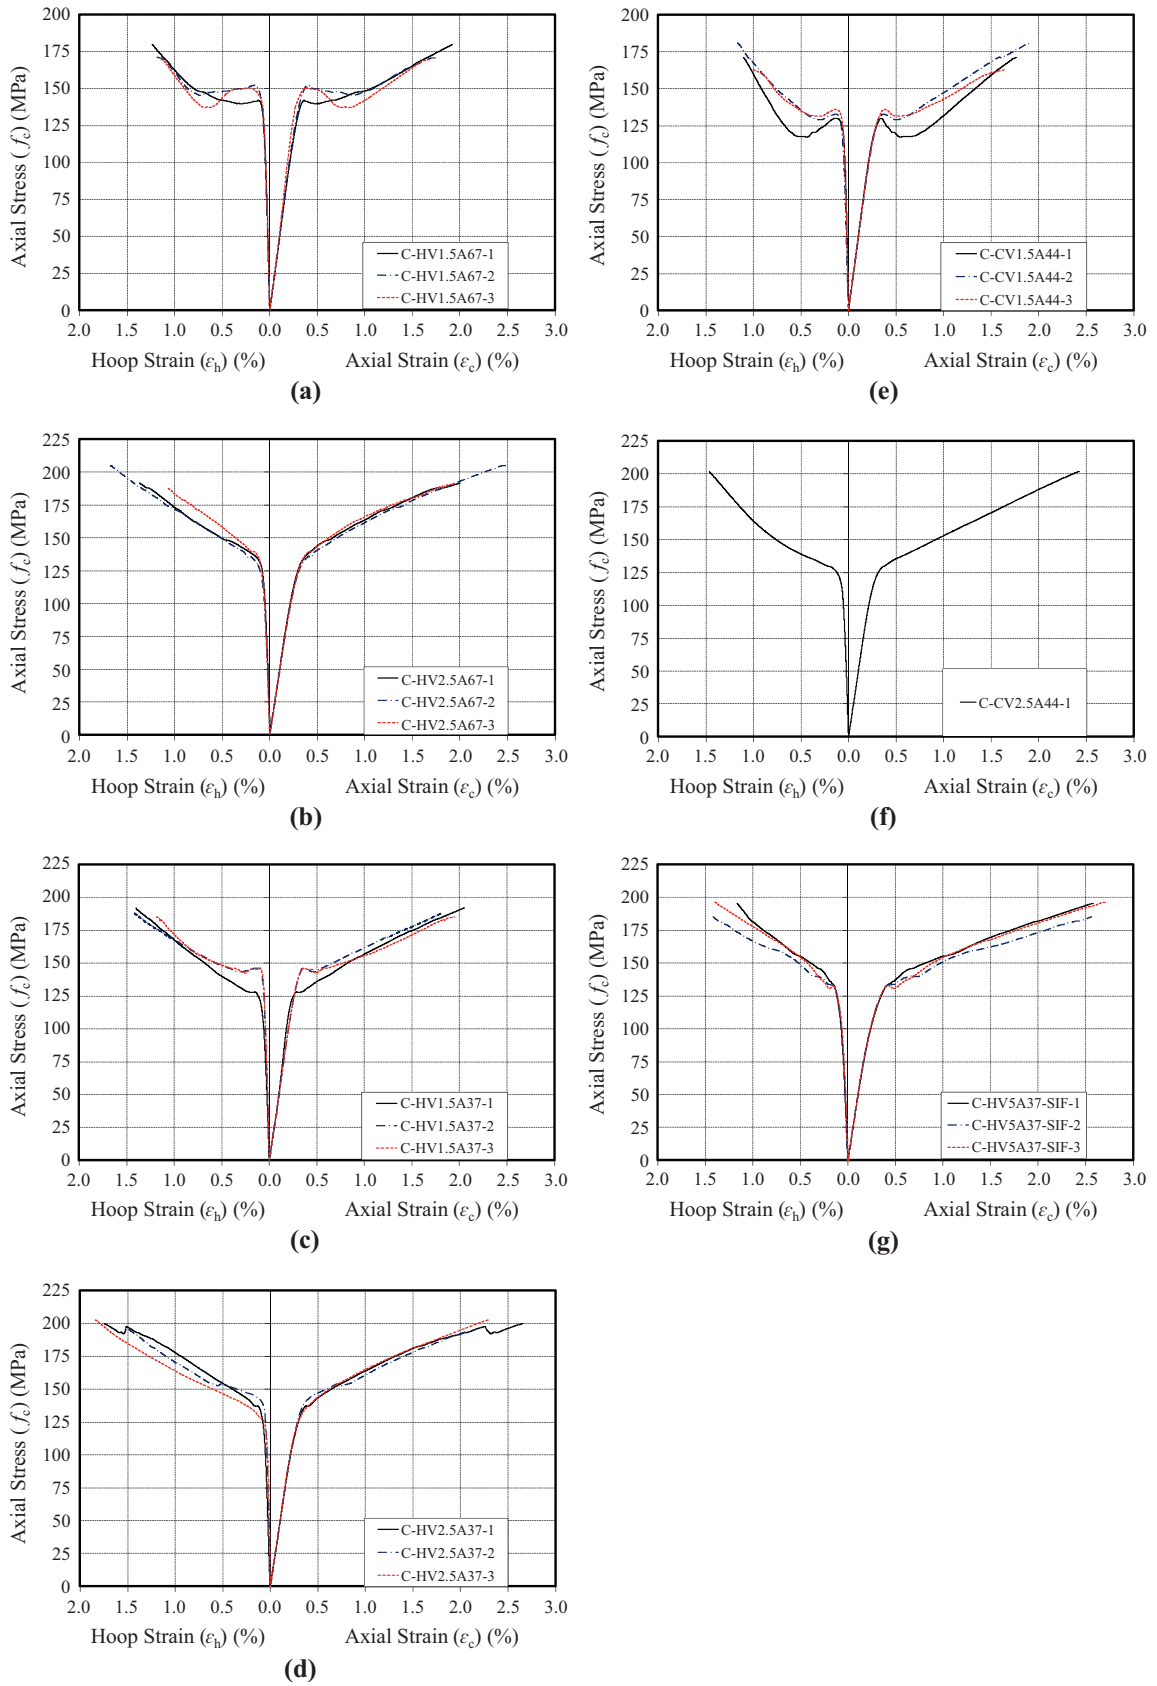 200
175
150
125
100
75
50
25
0
Axial Stress (fc) (MPa)
C-HV1.5A67-1
C-HV1.5A67-2
C-HV1.5A67-3
2.0 1.5 1.0 0.5 0.0 0.5 1.0 1.5 2.0 2.5 3.0
Hoop Strain (εh) (%) Axial Strain (εc) (%)
(a)
225
200
175
150
125
100
75
50
25
0
Axial Stress (fc) (MPa)
C-HV2.5A67-1
C-HV2.5A67-2
C-HV2.5A67-3
2.0 1.5 1.0 0.5 0.0 0.5 1.0 1.5 2.0 2.5 3.0
Hoop Strain (εh) (%) Axial Strain (εc) (%)
(b)
225
200
175
150
125
100
75
50
25
0
Axial Stress (fc) (MPa)
C-HV1.5A37-1
C-HV1.5A37-2
C-HV1.5A37-3
2.0 1.5 1.0 0.5 0.0 0.5 1.0 1.5 2.0 2.5 3.0
Hoop Strain (εh) (%) Axial Strain (εc) (%)
(c)
225
200
175
150
125
100
75
50
25
0
Axial Stress (fc) (MPa)
C-HV2.5A37-1
C-HV2.5A37-2
C-HV2.5A37-3
2.0 1.5 1.0 0.5 0.0 0.5 1.0 1.5 2.0 2.5 3.0
Hoop Strain (εh) (%) Axial Strain (εc) (%)
(d)
200
175
150
125
100
75
50
25
0
Axial Stress (fc) (MPa)
C-CV1.5A44-1
C-CV1.5A44-2
C-CV1.5A44-3
2.0 1.5 1.0 0.5 0.0 0.5 1.0 1.5 2.0 2.5 3.0
Hoop Strain (εh) (%) Axial Strain (εc) (%)
(e)
225
200
175
150
125
100
75
50
25
0
Axial Stress (fc) (MPa)
C-CV2.5A44-1
2.0 1.5 1.0 0.5 0.0 0.5 1.0 1.5 2.0 2.5 3.0
Hoop Strain (εh) (%) Axial Strain (εc) (%)
(f)
225
200
175
150
125
100
75
50
25
0
Axial Stress (fc) (MPa)
C-HV5A37-SIF-1
C-HV5A37-SIF-2
C-HV5A37-SIF-3
2.0 1.5 1.0 0.5 0.0 0.5 1.0 1.5 2.0 2.5 3.0
Hoop Strain (εh) (%) Axial Strain (εc) (%)
(g)